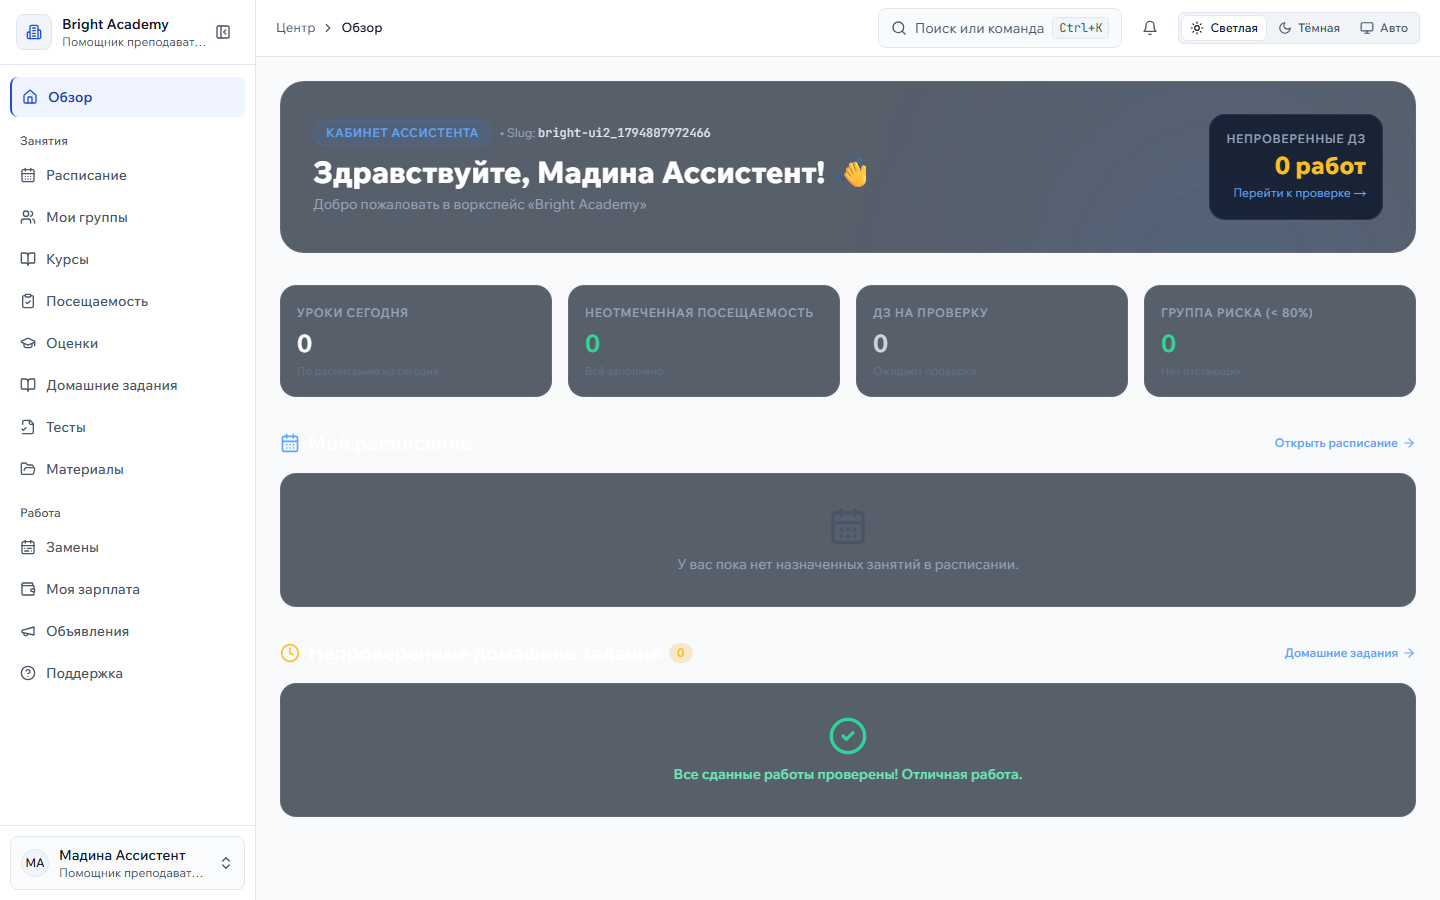 Bright Academy
Помощник преподават...
Центр > Обзор
Поиск или команда Ctrl+K
Светлая
Тёмная
Авто
Обзор
Занятия
Расписание
Мои группы
Курсы
Посещаемость
Оценки
Домашние задания
Тесты
Материалы
Работа
Замены
Моя зарплата
Объявления
Поддержка
MA
Мадина Ассистент
Помощник преподават...
КАБИНЕТ АССИСТЕНТА • Slug: bright-ui2_1794807972466
Здравствуйте, Мадина Ассистент! 👋
Добро пожаловать в воркспейс «Bright Academy»
НЕПРОВЕРЕННЫЕ ДЗ
0 работ
Перейти к проверке →
УРОКИ СЕГОДНЯ
0
По расписанию на сегодня
НЕОТМЕЧЕННАЯ ПОСЕЩАЕМОСТЬ
0
Всё заполнено
ДЗ НА ПРОВЕРКУ
0
Ожидают проверки
ГРУППА РИСКА (< 80%)
0
Нет отстающих
Моё расписание
Открыть расписание →
У вас пока нет назначенных занятий в расписании.
Непроверенные домашние задания 0
Домашние задания →
Все сданные работы проверены! Отличная работа.